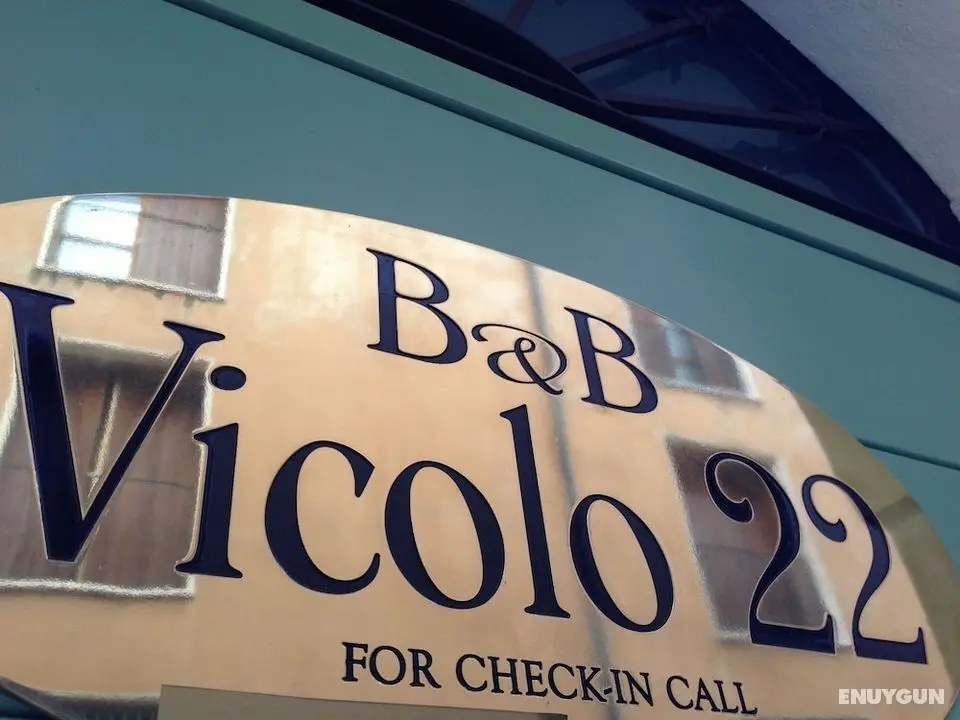 B&B
Vicolo 22
FOR CHECK-IN CALL
ENUYGUN